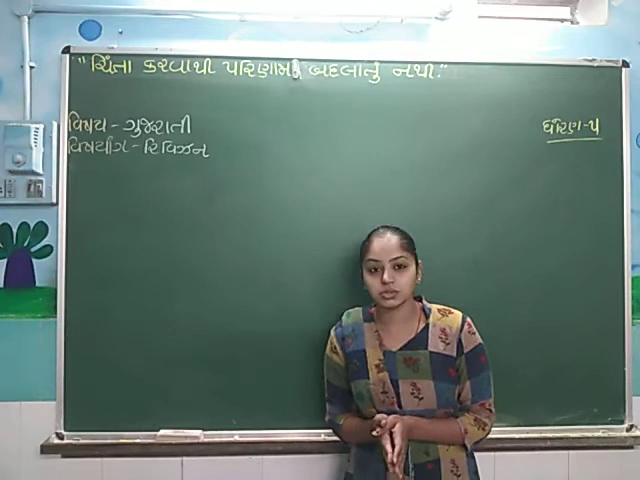 "ચિંતા કરવાથી પરિણામ બદલાતું નથી."
વિષય - ગુજરાતી
ધોરણ-૫
વિષયાંગ - રિવિઝન